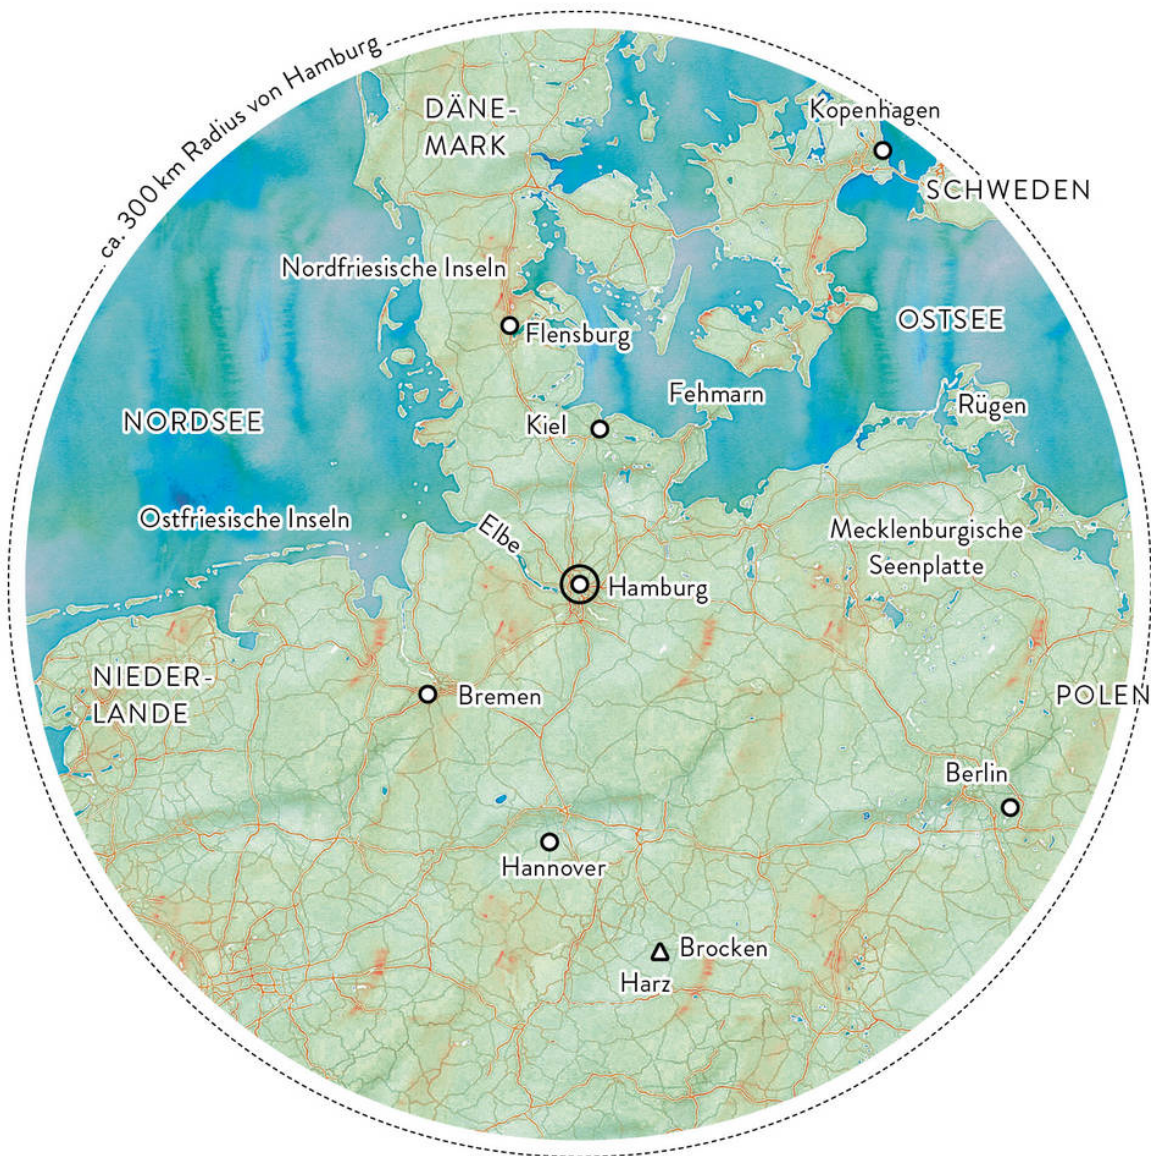 ca. 300 km Radius von Hamburg
DÄNE-
MARK
Kopenhagen
SCHWEDEN
Nordfriesische Inseln
Flensburg
OSTSEE
Fehmarn
Rügen
NORDSEE
Kiel
Ostfriesische Inseln
Elbe
Mecklenburgische
Seenplatte
Hamburg
NIEDER-
LANDE
Bremen
POLEN
Berlin
Hannover
Brocken
Harz